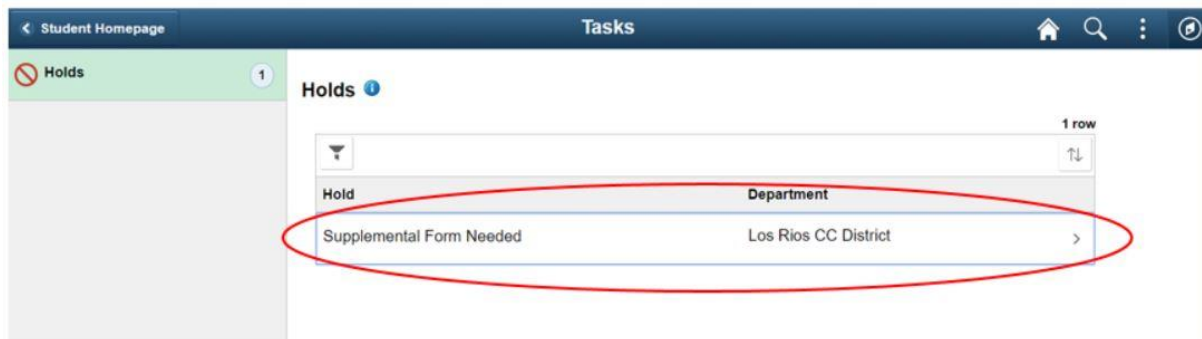 Student Homepage Tasks
Holds 1
Holds
1 row
Hold Department
Supplemental Form Needed Los Rios CC District